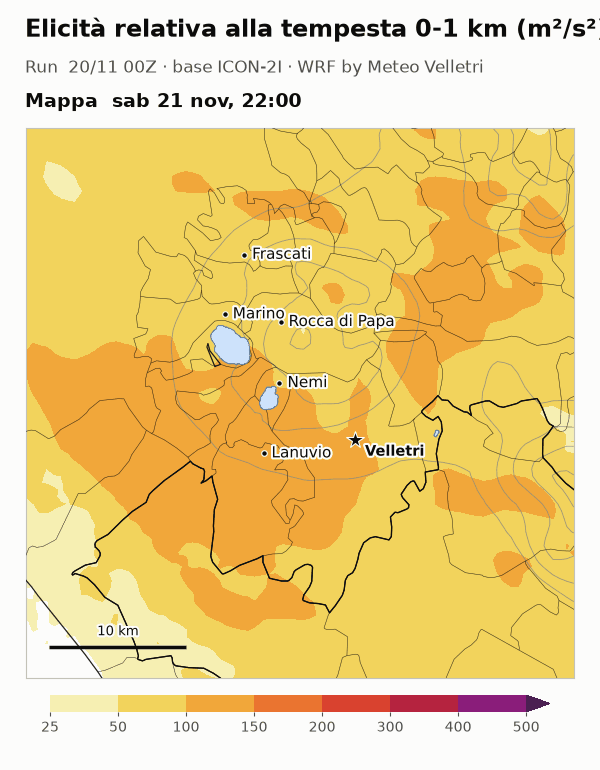 Elicità relativa alla tempesta 0-1 km (m²/s²)
Run  20/11 00Z · base ICON-2I · WRF by Meteo Velletri
Mappa  sab 21 nov, 22:00
Frascati
Marino
Rocca di Papa
Nemi
Velletri
Lanuvio
10 km
25 50 100 150 200 300 400 500